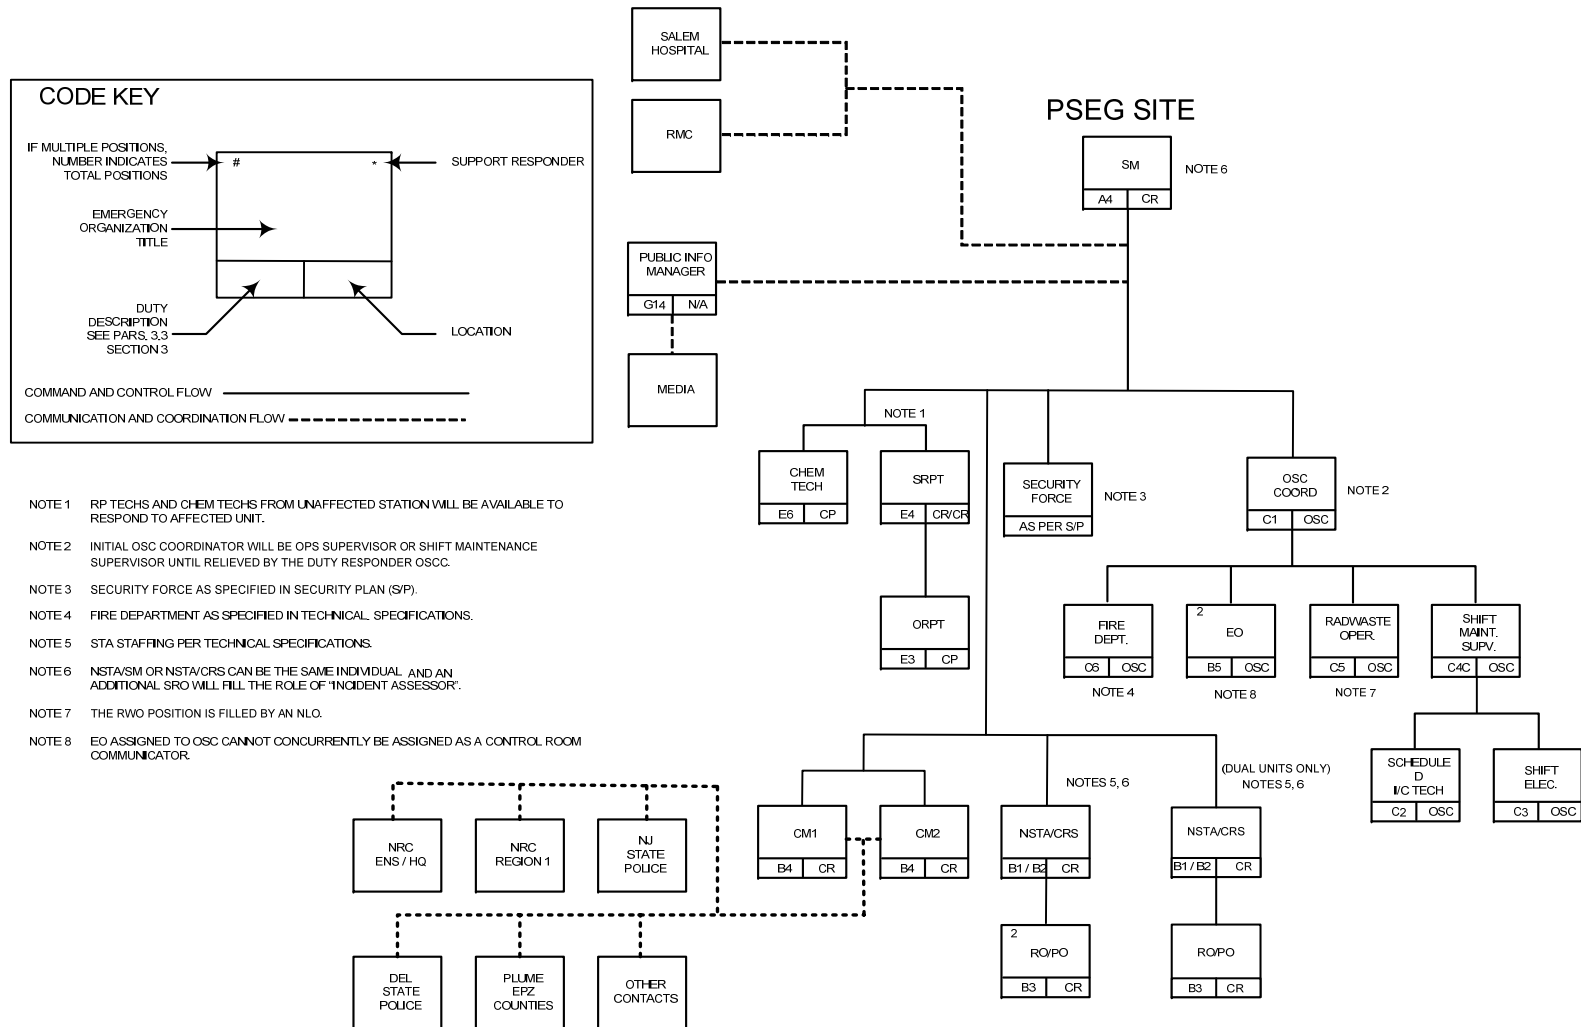 SALEM
HOSPITAL
RMC
PSEG SITE
SM
A4 CR
NOTE 6
CODE KEY
IF MULTIPLE POSITIONS,
NUMBER INDICATES
TOTAL POSITIONS
# *
SUPPORT RESPONDER
EMERGENCY
ORGANIZATION
TITLE
DUTY
DESCRIPTION
SEE PARS. 3.3
SECTION 3
LOCATION
COMMAND AND CONTROL FLOW
COMMUNICATION AND COORDINATION FLOW
PUBLIC INFO
MANAGER
G14 N/A
MEDIA
NOTE 1
CHEM
TECH
E6 CP
SRPT
E4 CR/CR
ORPT
E3 CP
SECURITY
FORCE
AS PER S/P
NOTE 3
OSC
COORD
C1 OSC
NOTE 2
FIRE
DEPT.
C6 OSC
NOTE 4
2
EO
B5 OSC
NOTE 8
RADWASTE
OPER.
C5 OSC
NOTE 7
SHIFT
MAINT.
SUPV.
C4C OSC
SCHEDULE
D
I/C TECH
C2 OSC
SHIFT
ELEC.
C3 OSC
NOTE 1 RP TECHS AND CHEM TECHS FROM UNAFFECTED STATION WILL BE AVAILABLE TO
RESPOND TO AFFECTED UNIT.
NOTE 2 INITIAL OSC COORDINATOR WILL BE OPS SUPERVISOR OR SHIFT MAINTENANCE
SUPERVISOR UNTIL RELIEVED BY THE DUTY RESPONDER OSCC.
NOTE 3 SECURITY FORCE AS SPECIFIED IN SECURITY PLAN (S/P).
NOTE 4 FIRE DEPARTMENT AS SPECIFIED IN TECHNICAL SPECIFICATIONS.
NOTE 5 STA STAFFING PER TECHNICAL SPECIFICATIONS.
NOTE 6 NSTA/SM OR NSTA/CRS CAN BE THE SAME INDIVIDUAL AND AN
ADDITIONAL SRO WILL FILL THE ROLE OF "INCIDENT ASSESSOR".
NOTE 7 THE RWO POSITION IS FILLED BY AN NLO.
NOTE 8 EO ASSIGNED TO OSC CANNOT CONCURRENTLY BE ASSIGNED AS A CONTROL ROOM
COMMUNICATOR.
NRC
ENS / HQ
NRC
REGION 1
NJ
STATE
POLICE
DEL
STATE
POLICE
PLUME
EPZ
COUNTIES
OTHER
CONTACTS
CM1
B4 CR
CM2
B4 CR
NOTES 5, 6
NSTA/CRS
B1 / B2 CR
2
RO/PO
B3 CR
(DUAL UNITS ONLY)
NOTES 5, 6
NSTA/CRS
B1 / B2 CR
RO/PO
B3 CR